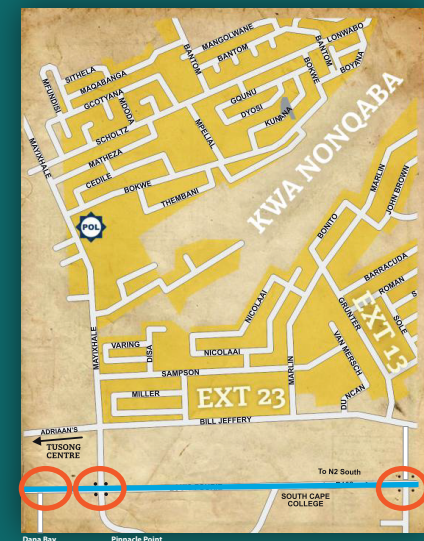 LONWABO
MANGOLWANE
BANTOM
BANTOM
BANTOM
BOYANA
BOKWE
SITHELA
MAQABANGA
MFUNDISI
GCOTYANA
MODDA
GQUNU
DYOSI
KUNANA
SCHOLTZ
MPELIAL
MAYIXHALE
MATHEZA
CEDILE
BOKWE
THEMBANI
KWA NONQABA
MARLIN
JOHN BROWN
POL
BONITO
BARRACUDA
ROMAN
NICOLAAI
GRUNTER
SOLE
EXT 13
MAYIXHALE
VARING
DISA
NICOLAAI
VAN MERSCH
SAMPSON
MARLIN
MILLER
EXT 23
DUNCAN
BILL JEFFERY
ADRIAAN'S
TUSONG
CENTRE
To N2 South
SOUTH CAPE
COLLEGE
Dana Bay
Pinnacle Point